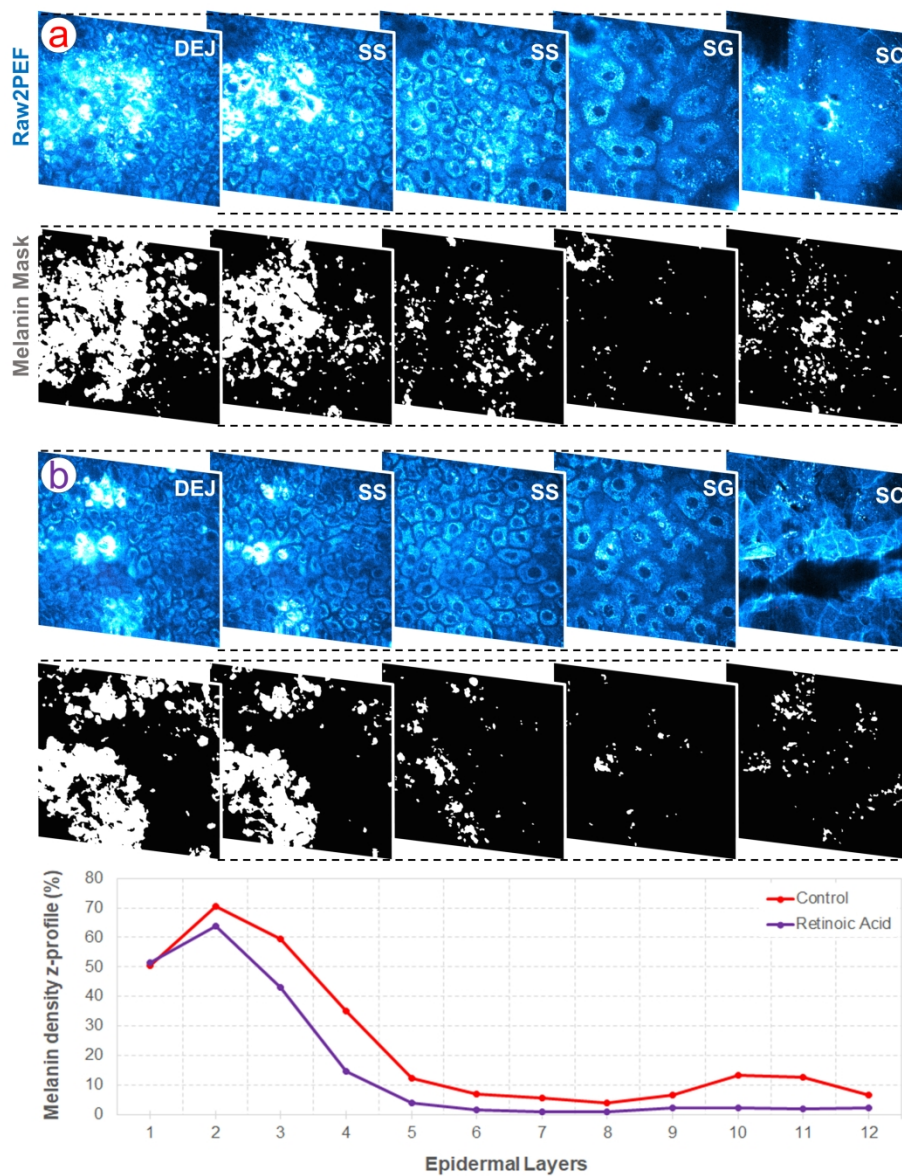 a
Raw2PEF
DEJ
SS
SS
SG
SC
Melanin Mask
b
DEJ
SS
SS
SG
SC
Melanin density z-profile (%)
80
70
60
50
40
30
20
10
0
Control
Retinoic Acid
1 2 3 4 5 6 7 8 9 10 11 12
Epidermal Layers